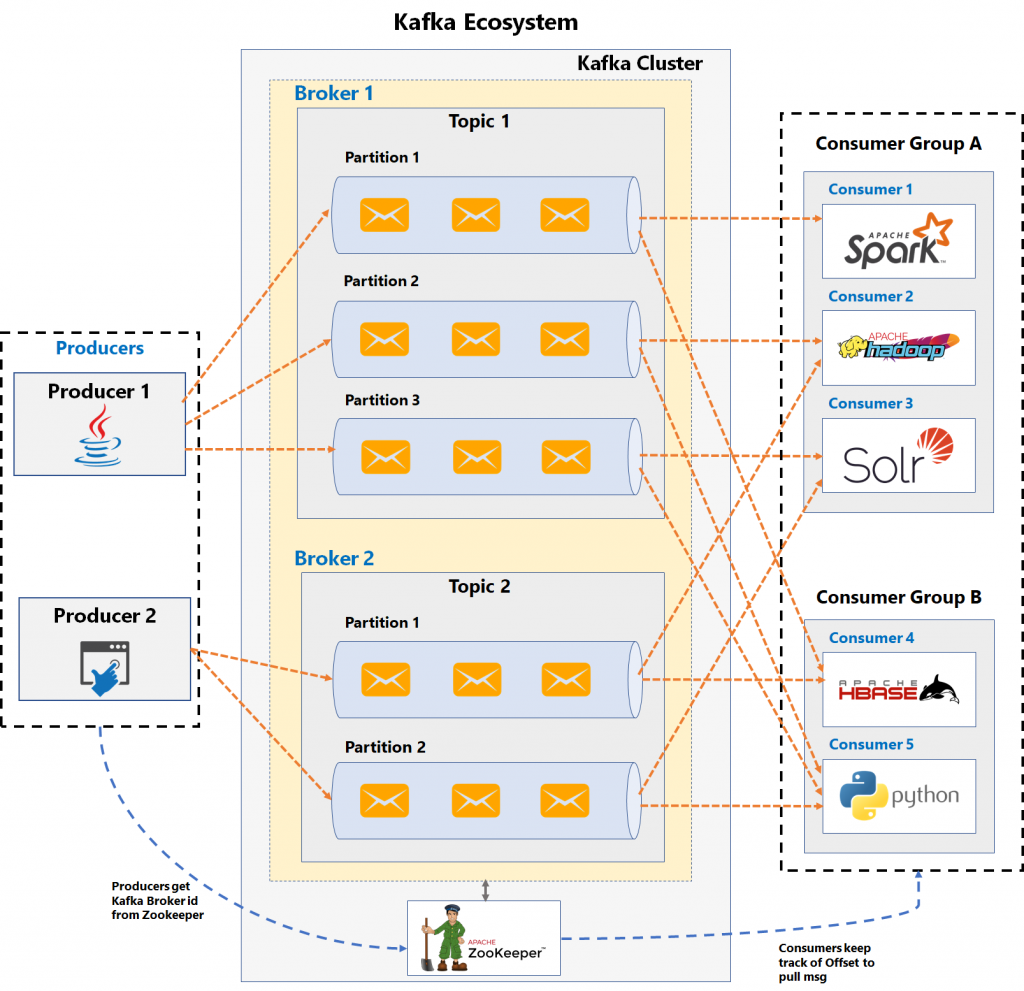 Kafka Ecosystem
Kafka Cluster
Broker 1
Topic 1
Partition 1
Partition 2
Partition 3
Broker 2
Topic 2
Partition 1
Partition 2
Producers
Producer 1
Producer 2
Consumer Group A
Consumer 1
APACHE
Spark™
Consumer 2
APACHE
hadoop
Consumer 3
Solr
Consumer Group B
Consumer 4
APACHE
HBASE
Consumer 5
python
Producers get
Kafka Broker id
from Zookeeper
APACHE
ZooKeeper™
Consumers keep
track of Offset to
pull msg